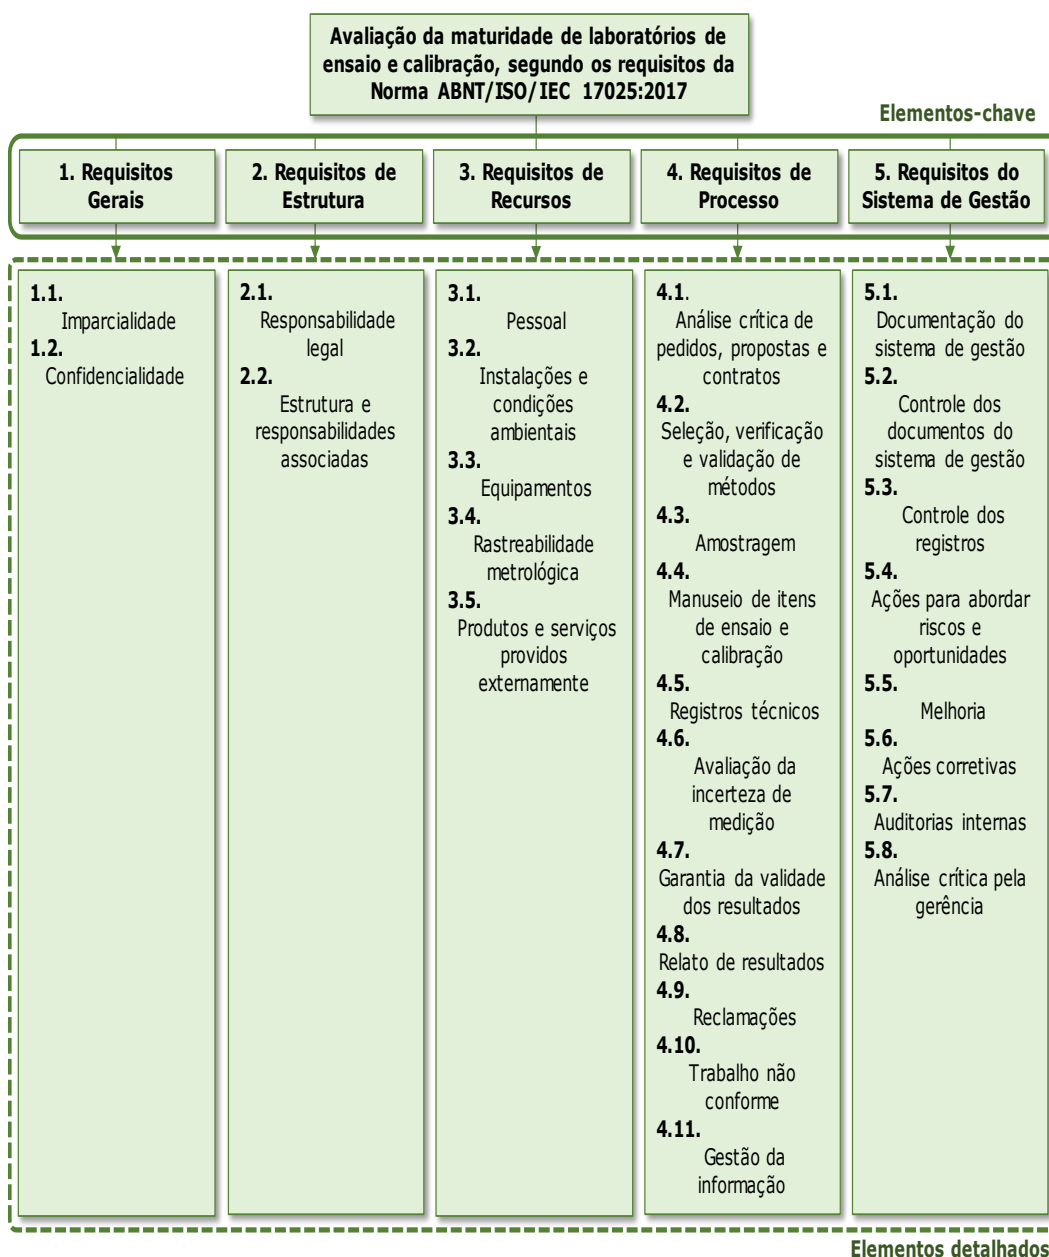 Avaliação da maturidade de laboratórios de
ensaio e calibração, segundo os requisitos da
Norma ABNT/ISO/IEC 17025:2017
Elementos-chave
1. Requisitos
Gerais
2. Requisitos de
Estrutura
3. Requisitos de
Recursos
4. Requisitos de
Processo
5. Requisitos do
Sistema de Gestão
1.1.
Imparcialidade
1.2.
Confidencialidade
2.1.
Responsabilidade
legal
2.2.
Estrutura e
responsabilidades
associadas
3.1.
Pessoal
3.2.
Instalações e
condições
ambientais
3.3.
Equipamentos
3.4.
Rastreabilidade
metrológica
3.5.
Produtos e serviços
providos
externamente
4.1.
Análise crítica de
pedidos, propostas e
contratos
4.2.
Seleção, verificação
e validação de
métodos
4.3.
Amostragem
4.4.
Manuseio de itens
de ensaio e
calibração
4.5.
Registros técnicos
4.6.
Avaliação da
incerteza de
medição
4.7.
Garantia da validade
dos resultados
4.8.
Relato de resultados
4.9.
Reclamações
4.10.
Trabalho não
conforme
4.11.
Gestão da
informação
5.1.
Documentação do
sistema de gestão
5.2.
Controle dos
documentos do
sistema de gestão
5.3.
Controle dos
registros
5.4.
Ações para abordar
riscos e
oportunidades
5.5.
Melhoria
5.6.
Ações corretivas
5.7.
Auditorias internas
5.8.
Análise crítica pela
gerência
Elementos detalhados